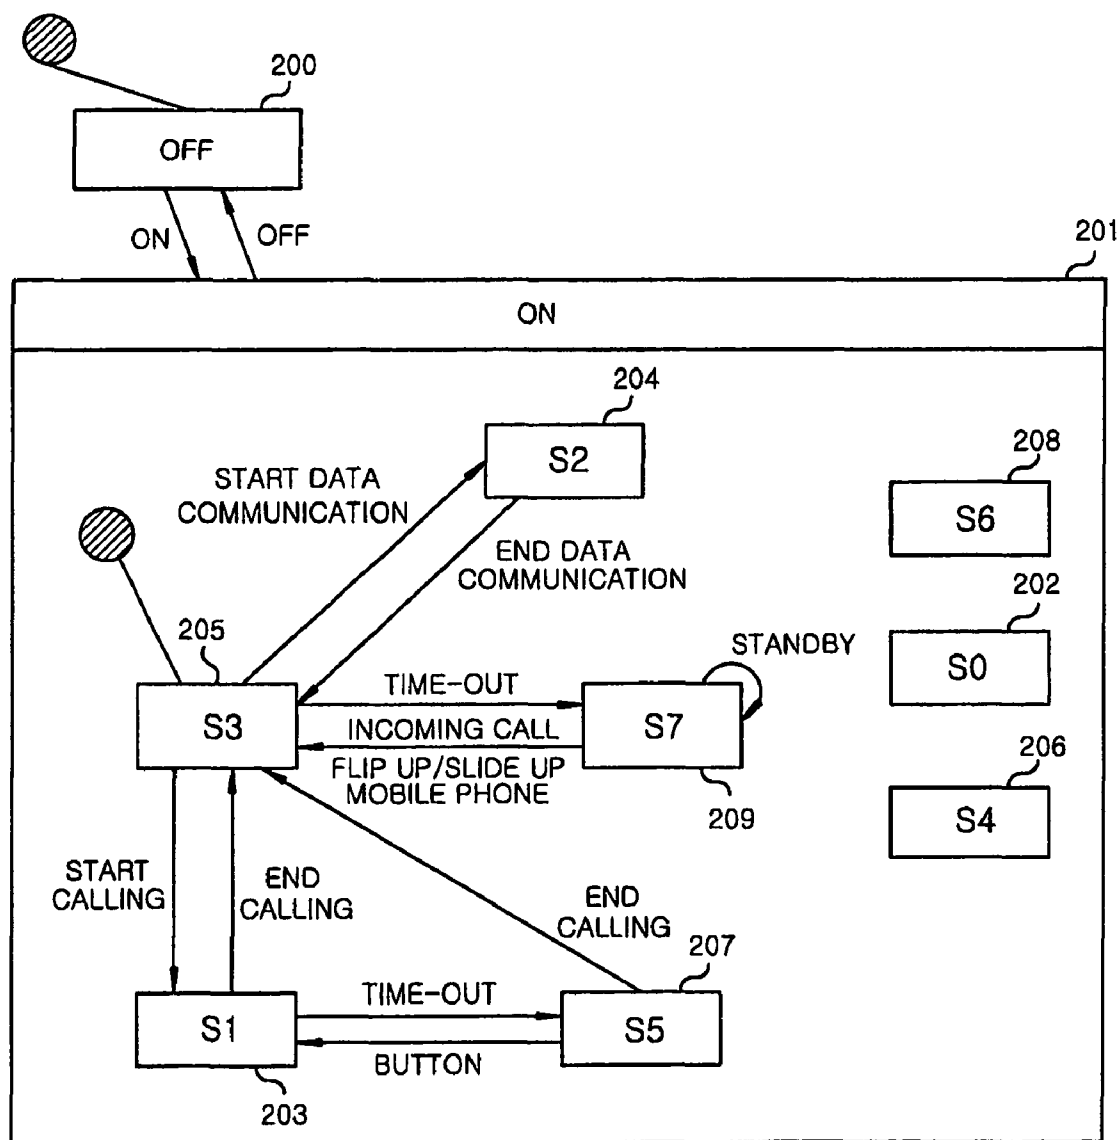 200
OFF
ON
OFF
201
ON
204
S2
208
S6
START DATA
COMMUNICATION
END DATA
COMMUNICATION
202
S0
205
S3
TIME-OUT
STANDBY
S7
INCOMING CALL
FLIP UP/SLIDE UP
MOBILE PHONE
209
206
S4
START
CALLING
END
CALLING
END
CALLING
207
S1
TIME-OUT
S5
BUTTON
203